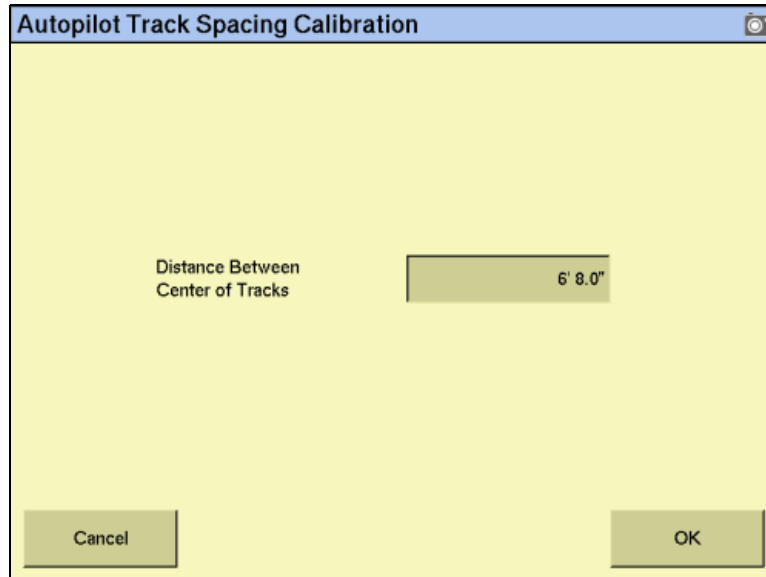 Autopilot Track Spacing Calibration
Distance Between
Center of Tracks
6' 8.0"
Cancel
OK